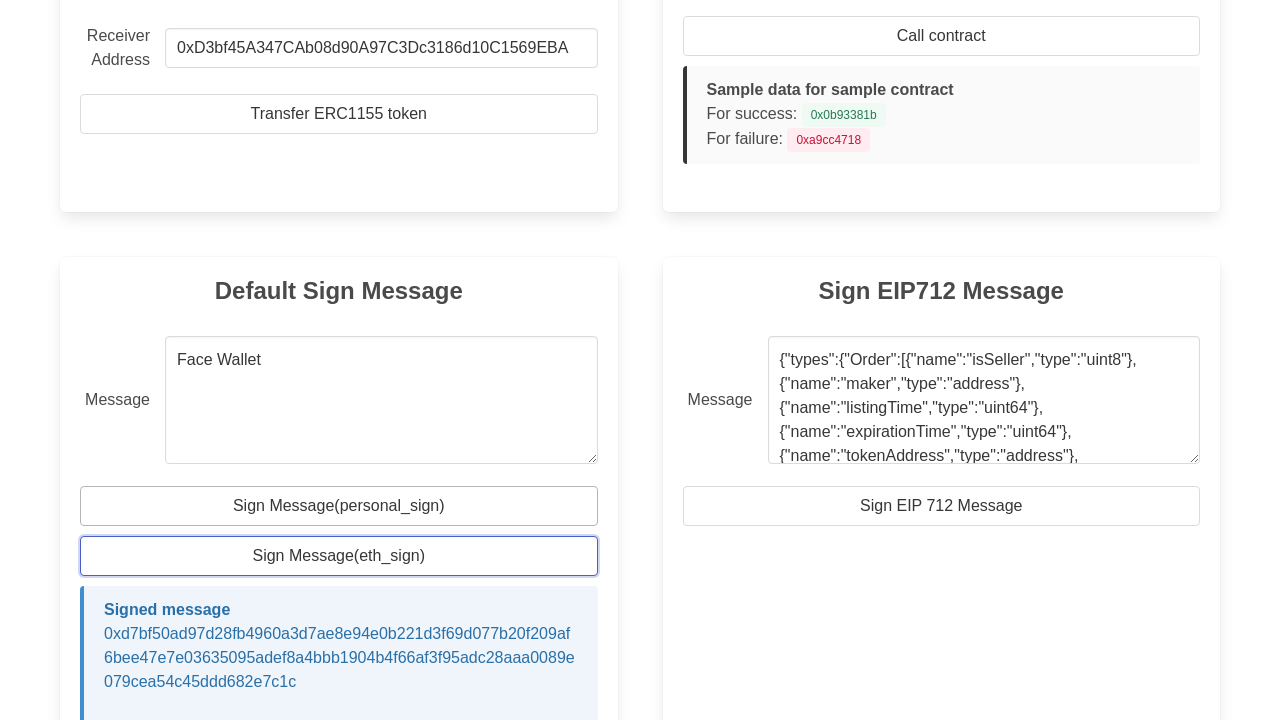 Receiver
Address
0xD3bf45A347CAb08d90A97C3Dc3186d10C1569EBA
Transfer ERC1155 token
Call contract
Sample data for sample contract
For success: 0x0b93381b
For failure: 0xa9cc4718
Default Sign Message
Message
Face Wallet
Sign Message(personal_sign)
Sign Message(eth_sign)
Signed message
0xd7bf50ad97d28fb4960a3d7ae8e94e0b221d3f69d077b20f209af
6bee47e7e03635095adef8a4bbb1904b4f66af3f95adc28aaa0089e
079cea54c45ddd682e7c1c
Sign EIP712 Message
Message
{"types":{"Order":[{"name":"isSeller","type":"uint8"},
{"name":"maker","type":"address"},
{"name":"listingTime","type":"uint64"},
{"name":"expirationTime","type":"uint64"},
{"name":"tokenAddress","type":"address"},
Sign EIP 712 Message